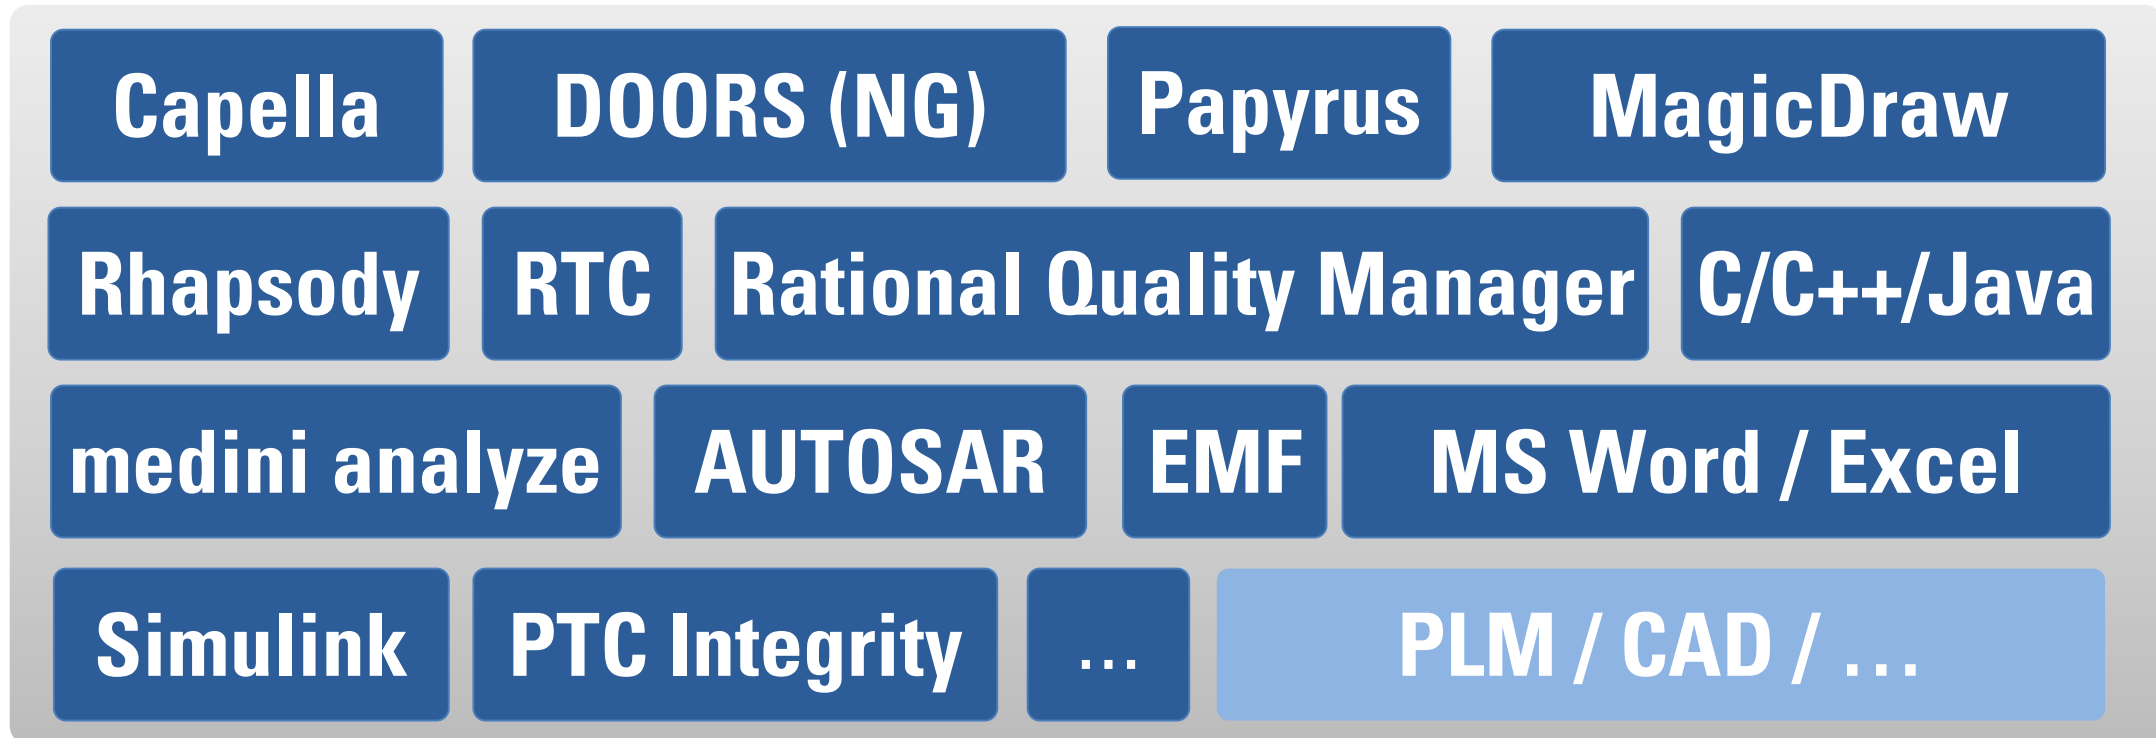 Capella DOORS (NG) Papyrus MagicDraw
Rhapsody RTC Rational Quality Manager C/C++/Java
medini analyze AUTOSAR EMF MS Word / Excel
Simulink PTC Integrity ... PLM / CAD / ...